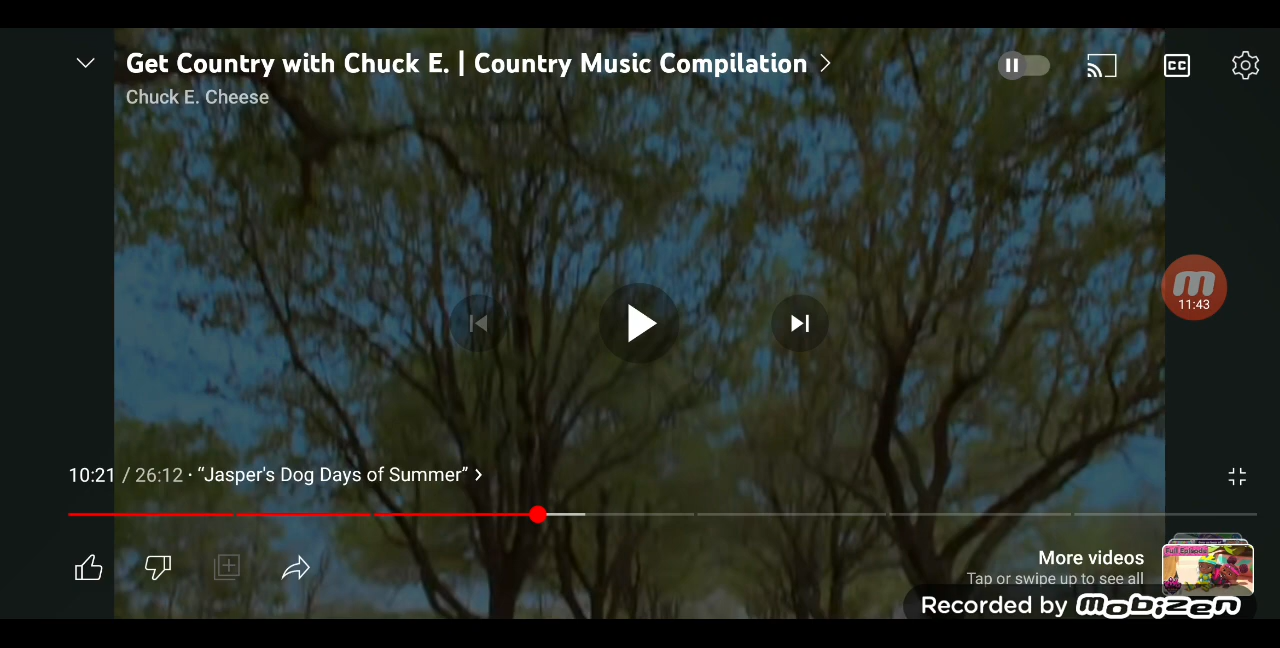 Get Country with Chuck E. | Country Music Compilation
Chuck E. Cheese
CC
11:43
10:21 / 26:12 · “Jasper's Dog Days of Summer”
More videos
Tap or swipe up to see all
Full Episode
Recorded by Mobizen